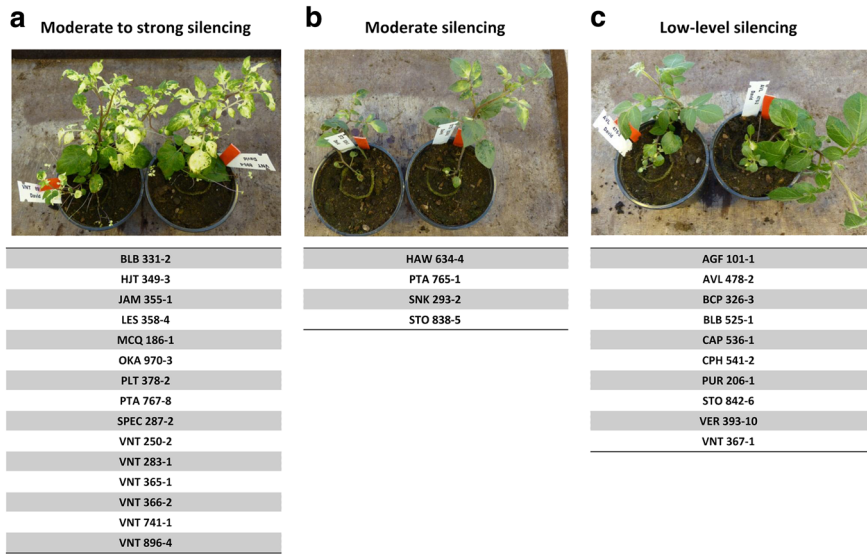 a Moderate to strong silencing
BLB 331-2
HJT 349-3
JAM 355-1
LES 358-4
MCQ 186-1
OKA 970-3
PLT 378-2
PTA 767-8
SPEC 287-2
VNT 250-2
VNT 283-1
VNT 365-1
VNT 366-2
VNT 741-1
VNT 896-4
b Moderate silencing
HAW 634-4
PTA 765-1
SNK 293-2
STO 838-5
c Low-level silencing
AGF 101-1
AVL 478-2
BCP 326-3
BLB 525-1
CAP 536-1
CPH 541-2
PUR 206-1
STO 842-6
VER 393-10
VNT 367-1